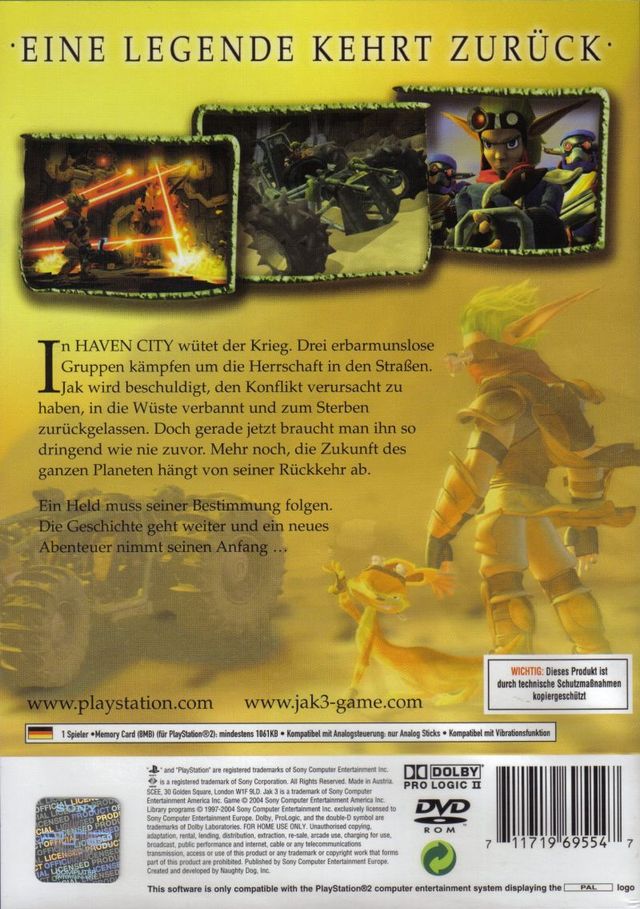 ·EINE LEGENDE KEHRT ZURÜCK·
In HAVEN CITY wütet der Krieg. Drei erbarmunslose
Gruppen kämpfen um die Herrschaft in den Straßen.
Jak wird beschuldigt, den Konflikt verursacht zu
haben, in die Wüste verbannt und zum Sterben
zurückgelassen. Doch gerade jetzt braucht man ihn so
dringend wie nie zuvor. Mehr noch, die Zukunft des
ganzen Planeten hängt von seiner Rückkehr ab.
Ein Held muss seiner Bestimmung folgen.
Die Geschichte geht weiter und ein neues
Abenteuer nimmt seinen Anfang ...
WICHTIG: Dieses Produkt ist
durch technische Schutzmaßnahmen
kopiergeschützt
www.playstation.com www.jak3-game.com
1 Spieler •Memory Card (8MB) (für PlayStation®2): mindestens 1061KB • Kompatibel mit Analogsteuerung: nur Analog Sticks • Kompatibel mit Vibrationsfunktion
SONY
and "PlayStation" are registered trademarks of Sony Computer Entertainment Inc.
is a registered trademark of Sony Corporation. All Rights Reserved. Made in Austria.
SCEE, 30 Golden Square, London W1F 9LD. Jak 3 is a trademark of Sony Computer
Entertainment America Inc. Game © 2004 Sony Computer Entertainment America Inc.
Library programs © 1997-2004 Sony Computer Entertainment Inc. exclusively licensed to
Sony Computer Entertainment Europe. Dolby, ProLogic, and the double-D symbol are
trademarks of Dolby Laboratories. FOR HOME USE ONLY. Unauthorised copying,
adaptation, rental, lending, distribution, extraction, re-sale, arcade use, charging for use,
broadcast, public performance and internet, cable or any telecommunications
transmission, access or use of this product or any trademark or copyright work that forms
part of this product are prohibited. Published by Sony Computer Entertainment Europe.
Created and developed by Naughty Dog, Inc.
DOLBY
PRO LOGIC II
DVD
ROM
7 11719 69554 7
This software is only compatible with the PlayStation®2 computer entertainment system displaying the PAL logo